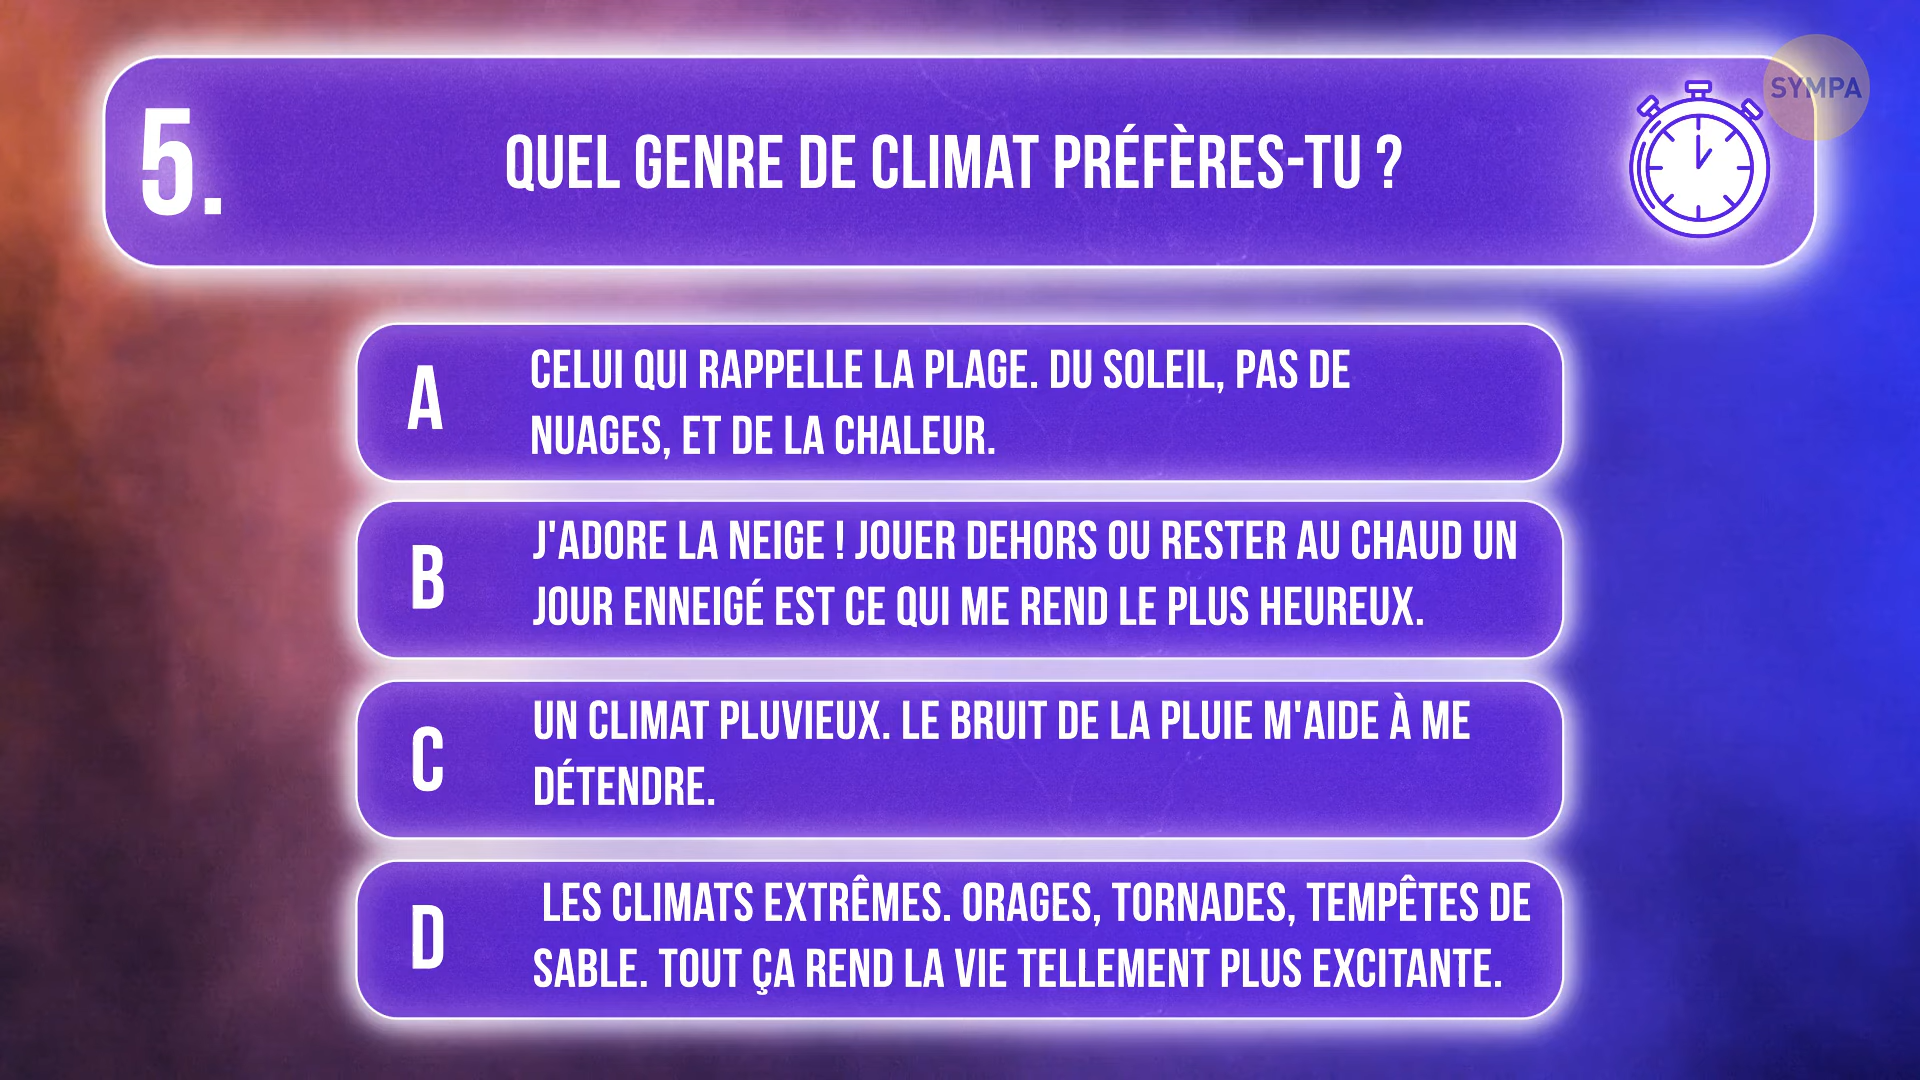 5.
QUEL GENRE DE CLIMAT PRÉFÈRES-TU ?
SYMPA
A
CELUI QUI RAPPELLE LA PLAGE. DU SOLEIL, PAS DE
NUAGES, ET DE LA CHALEUR.
B
J'ADORE LA NEIGE ! JOUER DEHORS OU RESTER AU CHAUD UN
JOUR ENNEIGÉ EST CE QUI ME REND LE PLUS HEUREUX.
C
UN CLIMAT PLUVIEUX. LE BRUIT DE LA PLUIE M'AIDE À ME
DÉTENDRE.
D
LES CLIMATS EXTRÊMES. ORAGES, TORNADES, TEMPÊTES DE
SABLE. TOUT ÇA REND LA VIE TELLEMENT PLUS EXCITANTE.